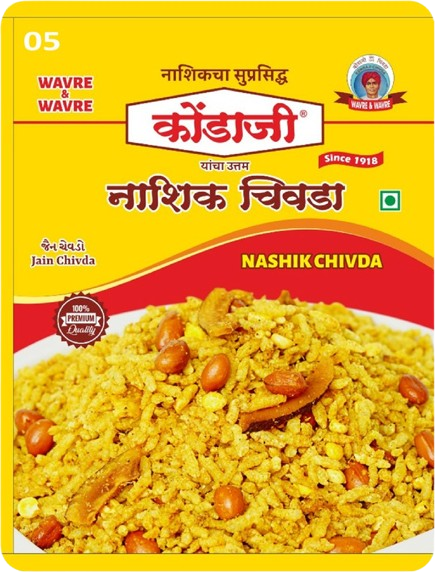 05
WAVRE
&
WAVRE
नाशिकचा सुप्रसिद्ध
कोंडाजी®
यांचा उत्तम
Since 1918
WAVRE & WAVRE
नाशिक चिवडा
જૈન ચેવડો
Jain Chivda
NASHIK CHIVDA
100%
PREMIUM
Quality